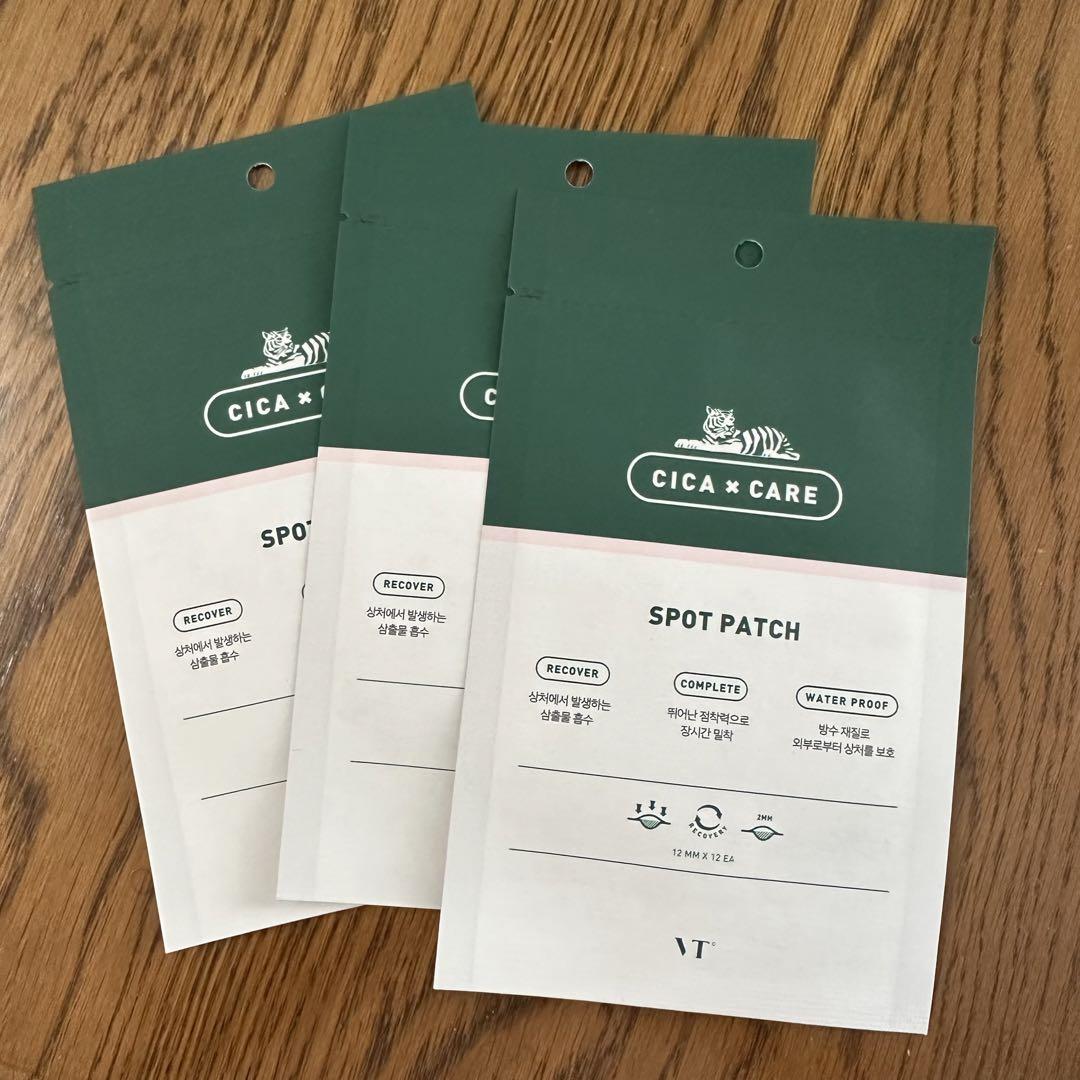 CICA ×
SPOT
RECOVER
상처에서 발생하는
삼출물 흡수
C
RECOVER
상처에서 발생하는
삼출물 흡수
CICA × CARE
SPOT PATCH
RECOVER
상처에서 발생하는
삼출물 흡수
COMPLETE
뛰어난 점착력으로
장시간 밀착
WATER PROOF
방수 재질로
외부로부터 상처를 보호
RECOVERY
2MM
12 MM X 12 EA
VT©